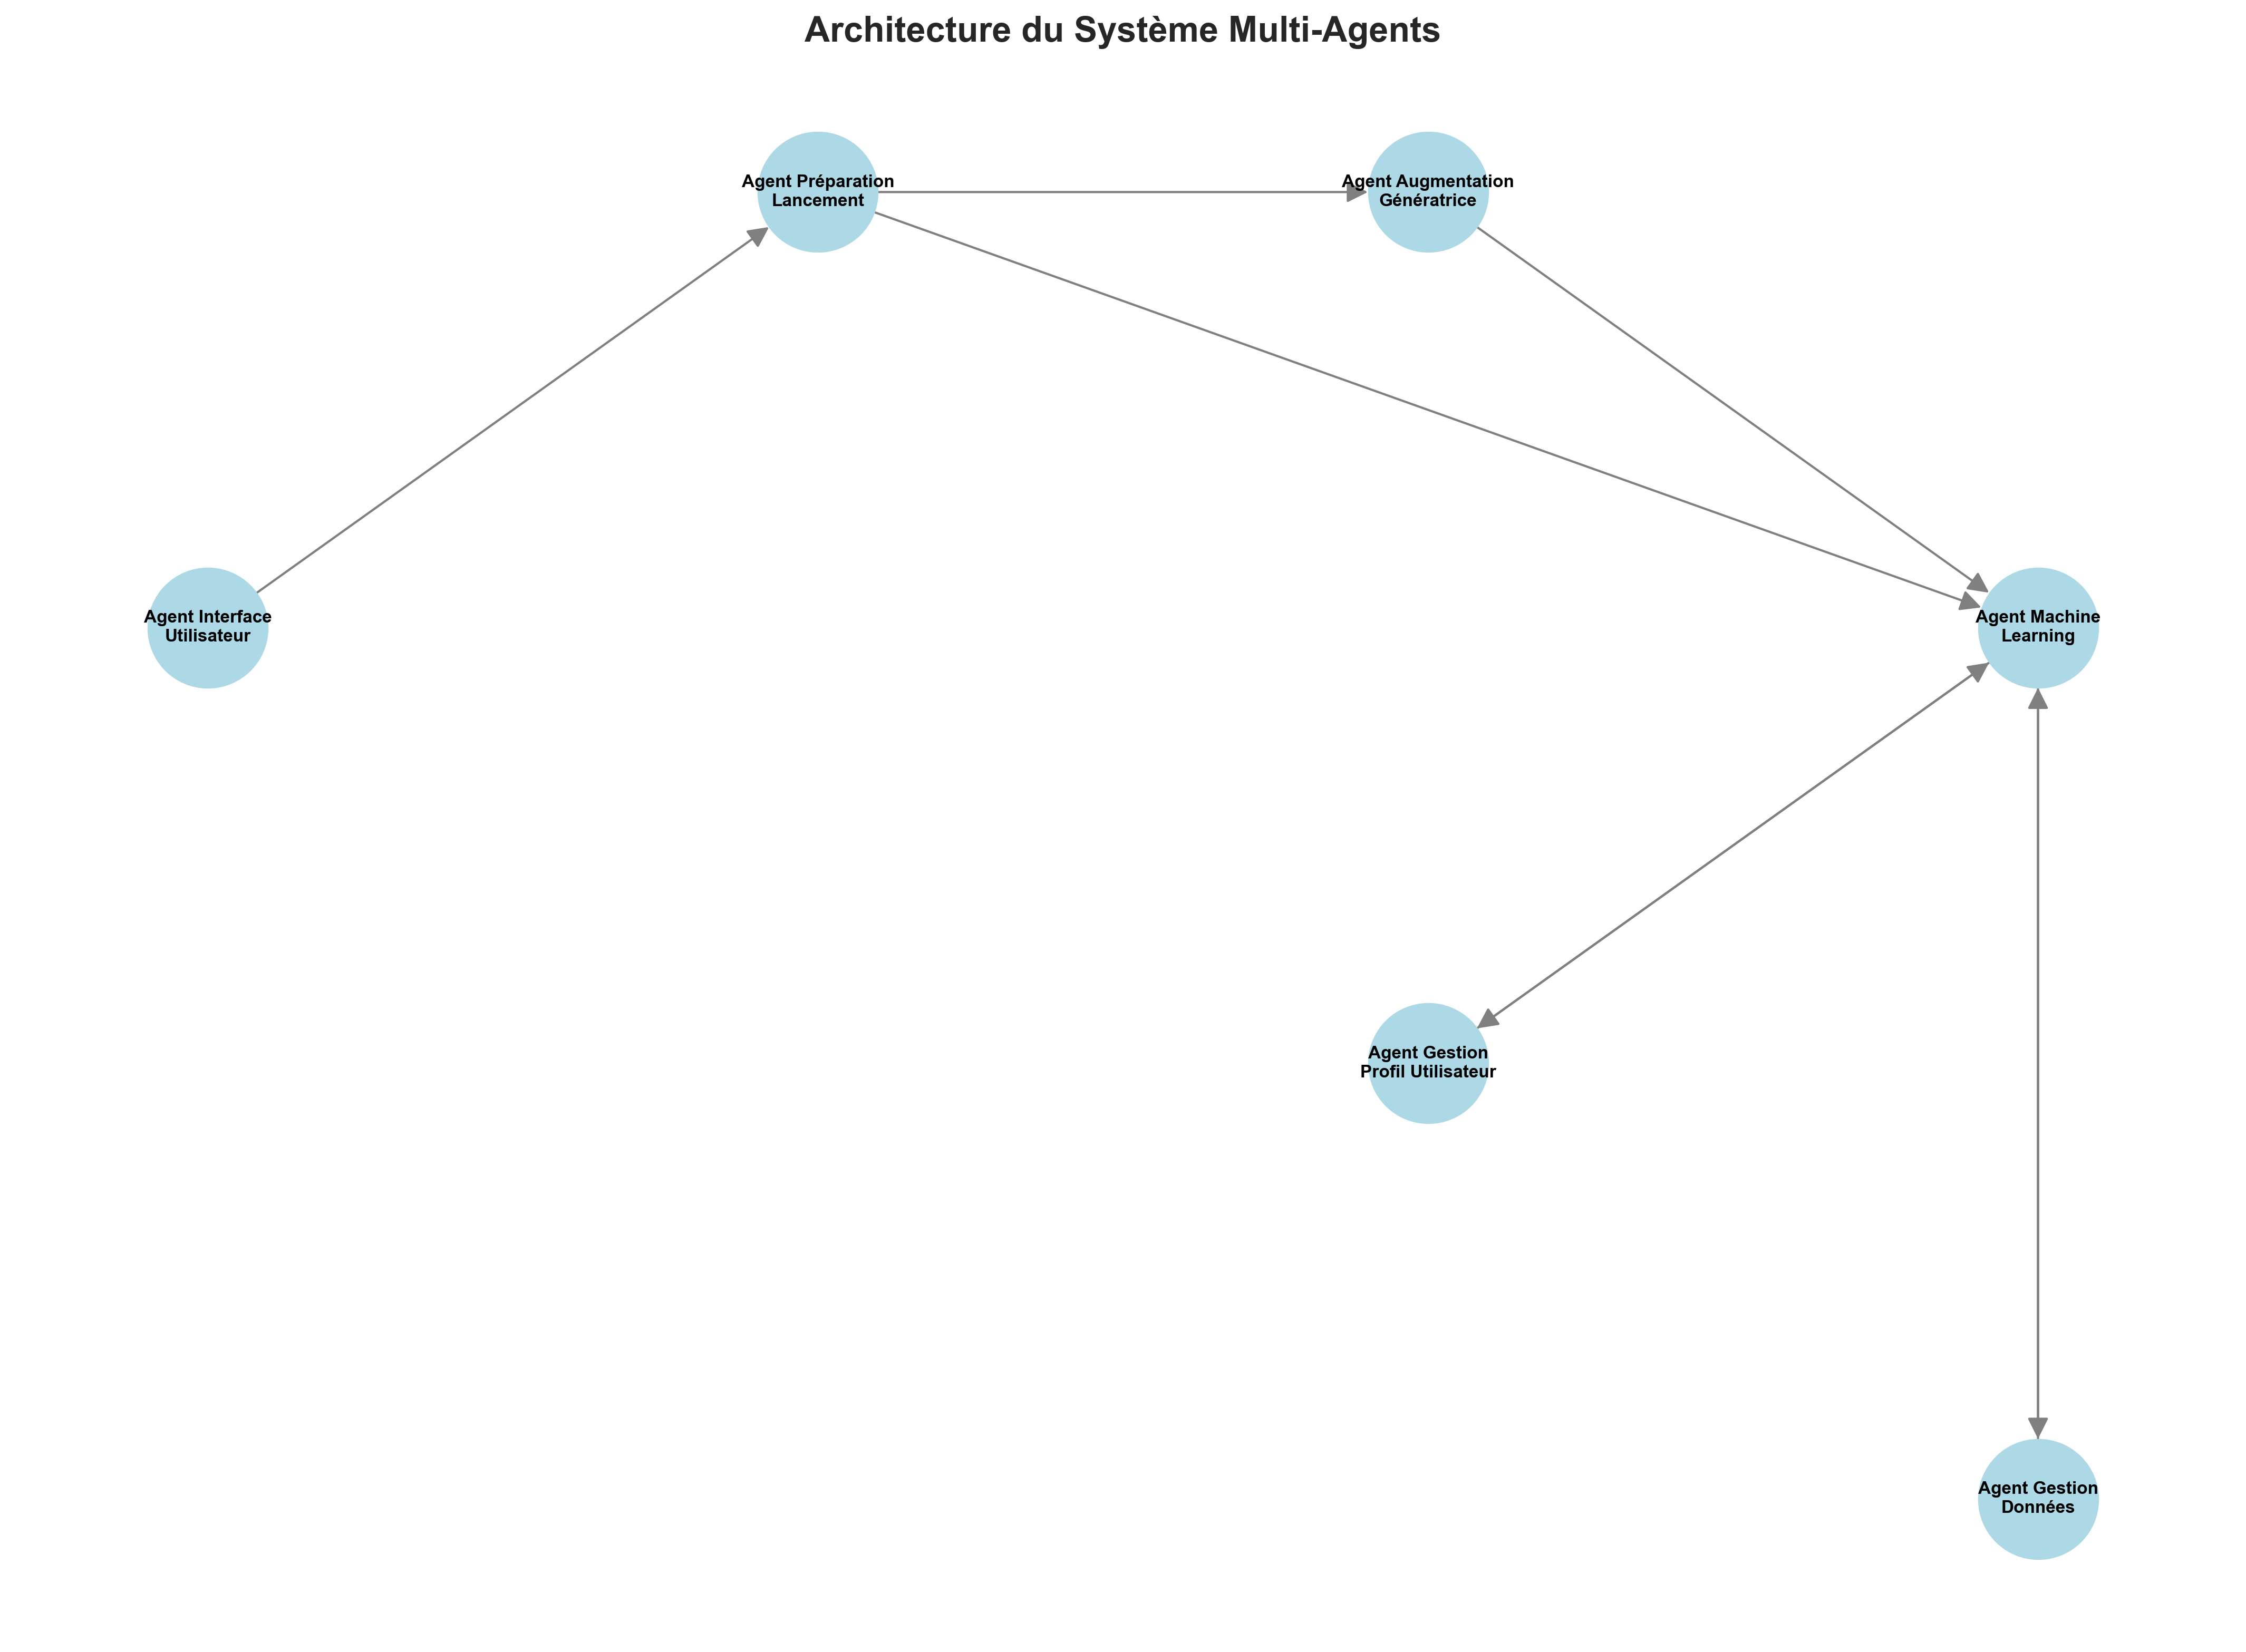 Architecture du Système Multi-Agents
Agent Préparation
Lancement
Agent Augmentation
Génératrice
Agent Interface
Utilisateur
Agent Machine
Learning
Agent Gestion
Profil Utilisateur
Agent Gestion
Données